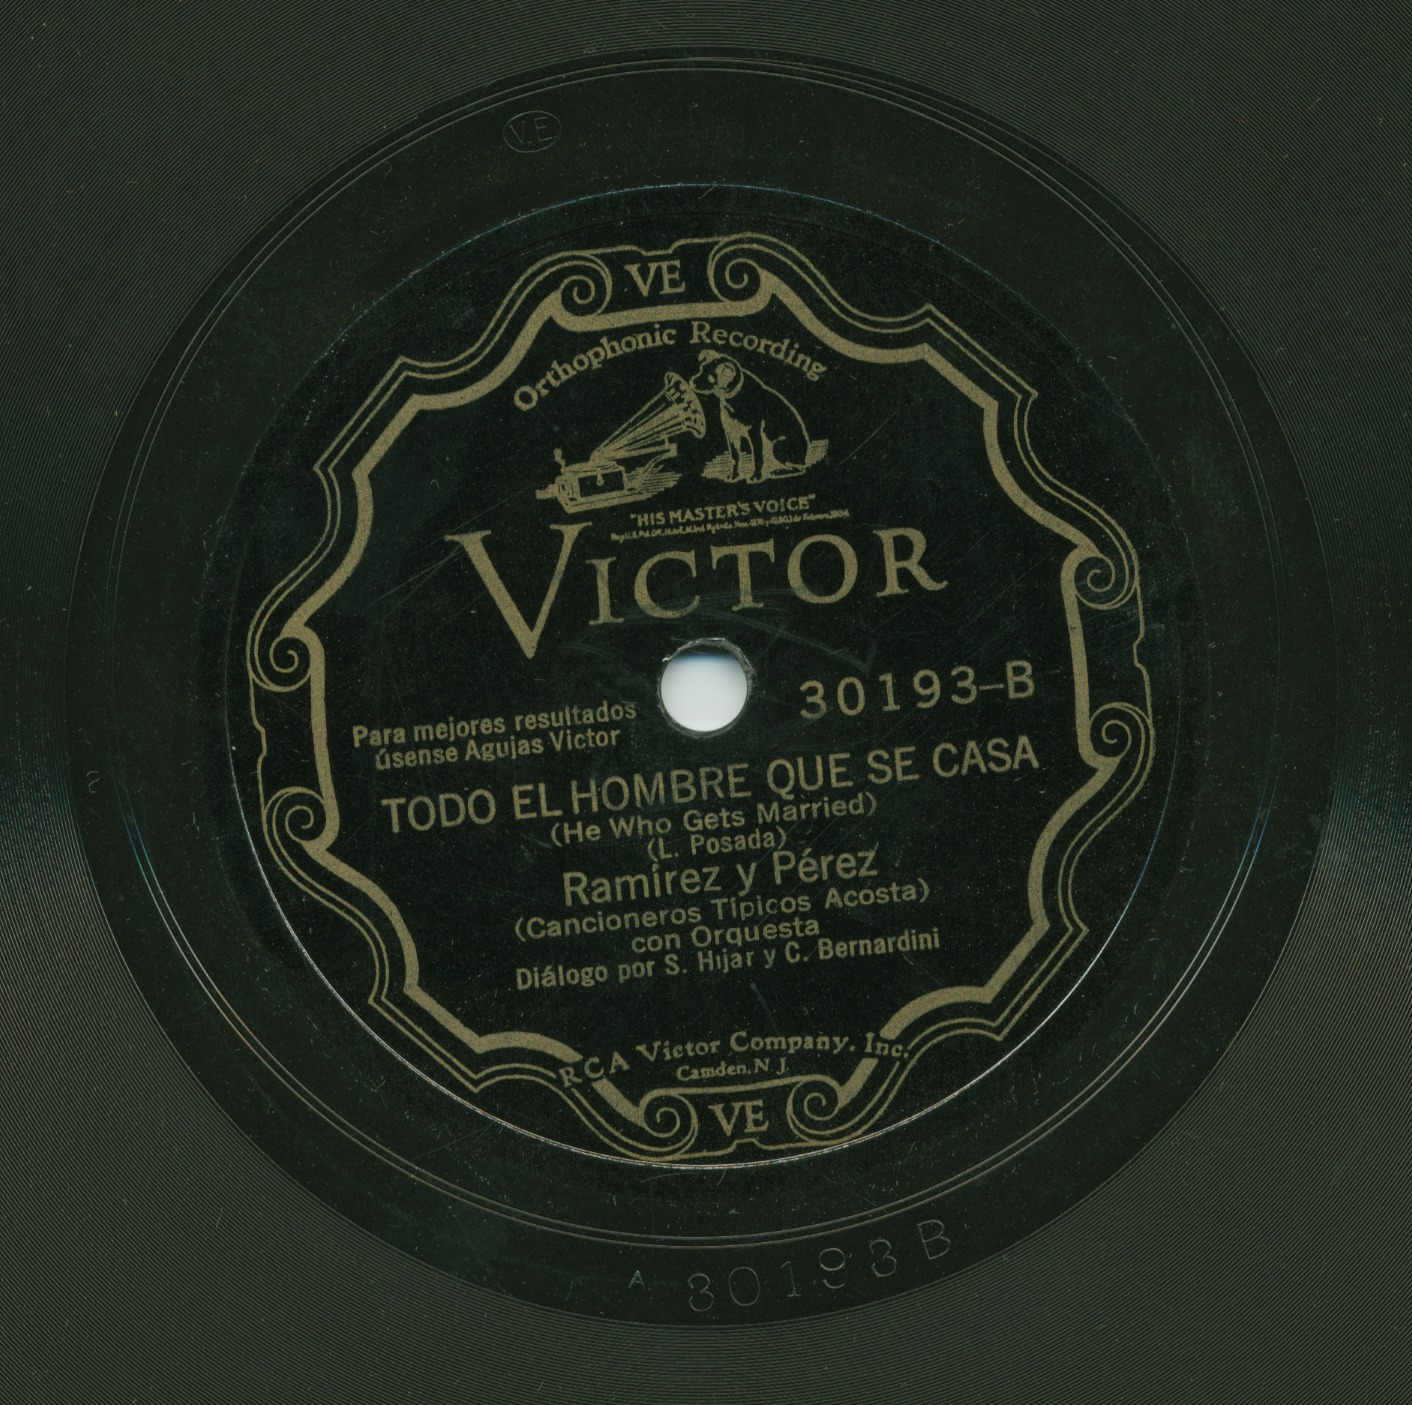 V.E
VE
Orthophonic Recording
"HIS MASTER'S VOICE"
VICTOR
30193-B
Para mejores resultados
úsense Agujas Victor
TODO EL HOMBRE QUE SE CASA
(He Who Gets Married)
(L. Posada)
Ramírez y Pérez
(Cancioneros Típicos Acosta)
con Orquesta
Diálogo por S. Hijar y C. Bernardini
RCA Victor Company, Inc.
Camden, N. J.
VE
A 30193 B